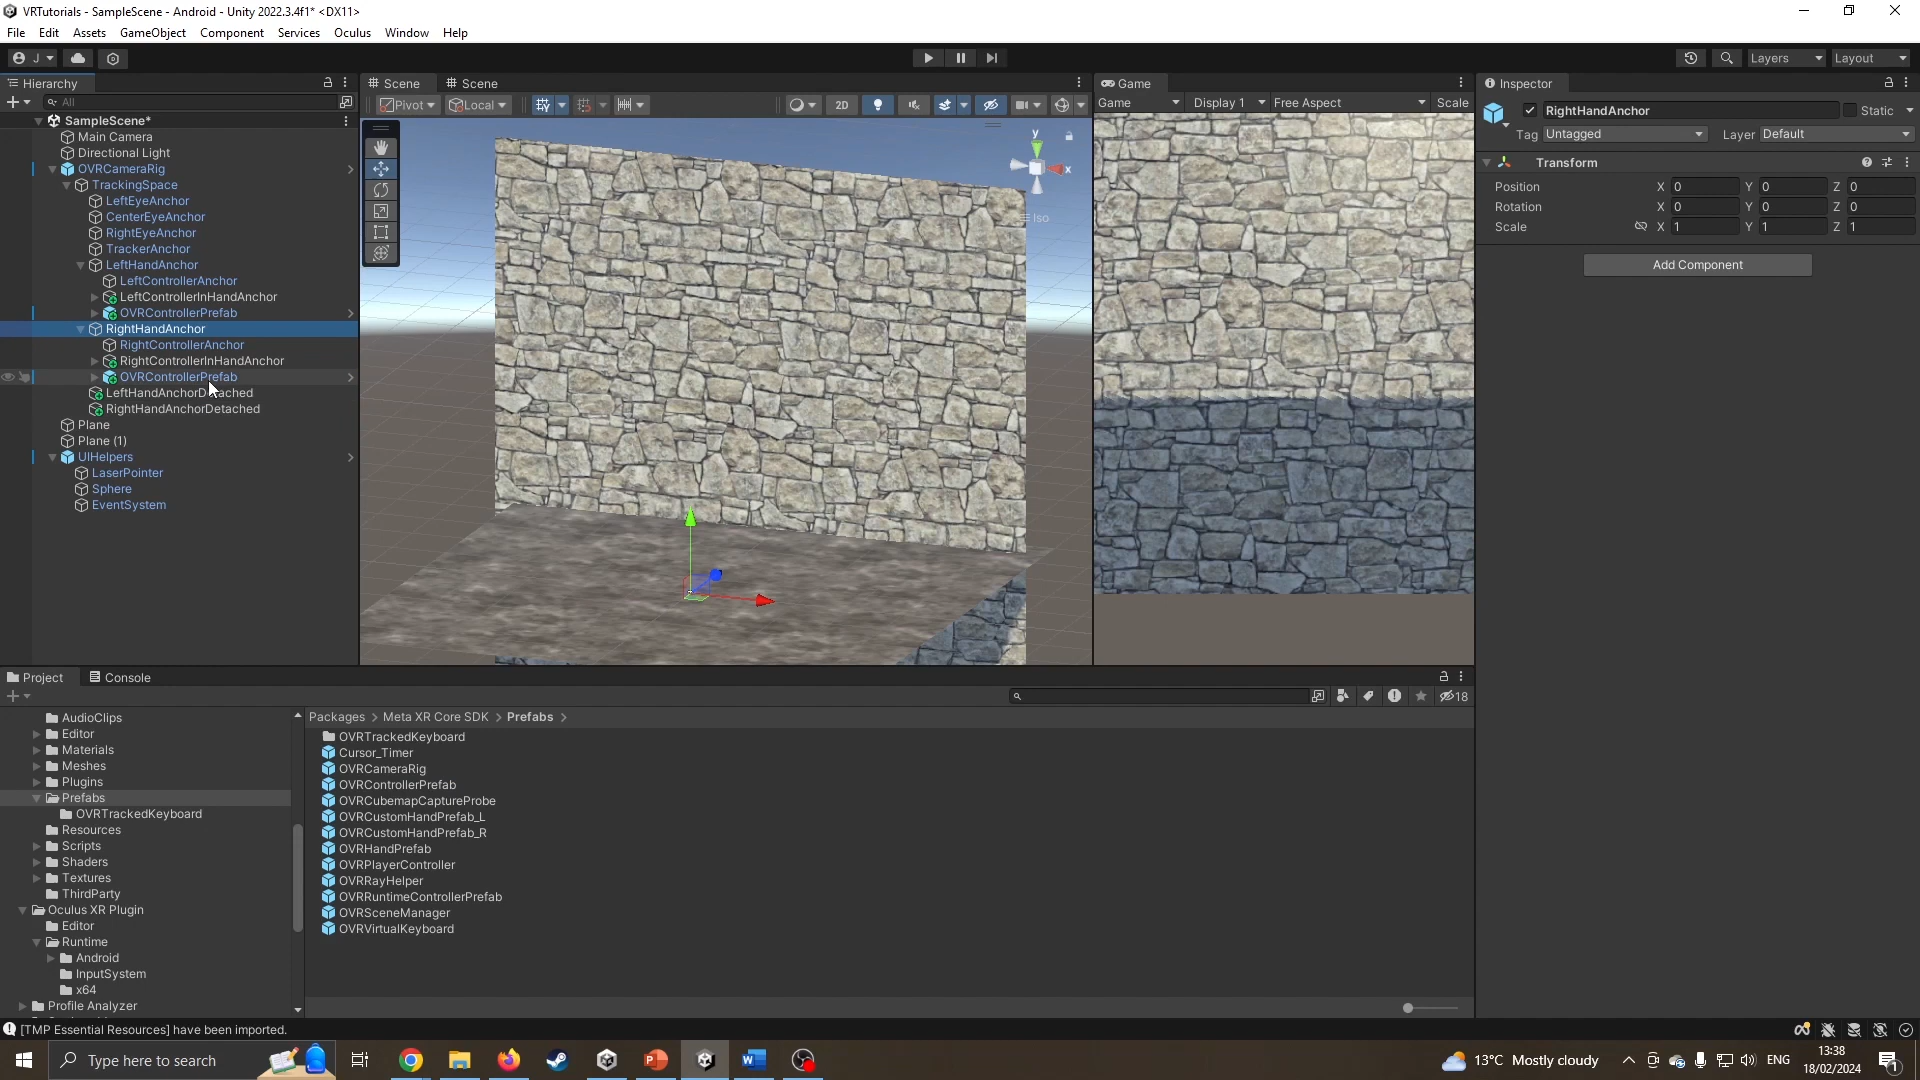 VRTutorials - SampleScene - Android - Unity 2022.3.4f1* <DX11>
File Edit Assets GameObject Component Services Oculus Window Help
J Layers Layout
Hierarchy
All
SampleScene*
Main Camera
Directional Light
OVRCameraRig
TrackingSpace
LeftEyeAnchor
CenterEyeAnchor
RightEyeAnchor
TrackerAnchor
LeftHandAnchor
LeftControllerAnchor
LeftControllerInHandAnchor
OVRControllerPrefab
RightHandAnchor
RightControllerAnchor
RightControllerInHandAnchor
OVRControllerPrefab
LeftHandAnchorDetached
RightHandAnchorDetached
Plane
Plane (1)
UIHelpers
LaserPointer
Sphere
EventSystem
Scene Scene
Pivot Local 2D
y
x
Iso
Game
Game Display 1 Free Aspect Scale
Inspector
RightHandAnchor Static
Tag Untagged Layer Default
Transform
Position X 0 Y 0 Z 0
Rotation X 0 Y 0 Z 0
Scale X 1 Y 1 Z 1
Add Component
Project Console
18
AudioClips
Editor
Materials
Meshes
Plugins
Prefabs
OVRTrackedKeyboard
Resources
Scripts
Shaders
Textures
ThirdParty
Oculus XR Plugin
Editor
Runtime
Android
InputSystem
x64
Profile Analyzer
Packages > Meta XR Core SDK > Prefabs >
OVRTrackedKeyboard
Cursor_Timer
OVRCameraRig
OVRControllerPrefab
OVRCubemapCaptureProbe
OVRCustomHandPrefab_L
OVRCustomHandPrefab_R
OVRHandPrefab
OVRPlayerController
OVRRayHelper
OVRRuntimeControllerPrefab
OVRSceneManager
OVRVirtualKeyboard
[TMP Essential Resources] have been imported.
Type here to search
13°C Mostly cloudy ENG
13:38
18/02/2024
1